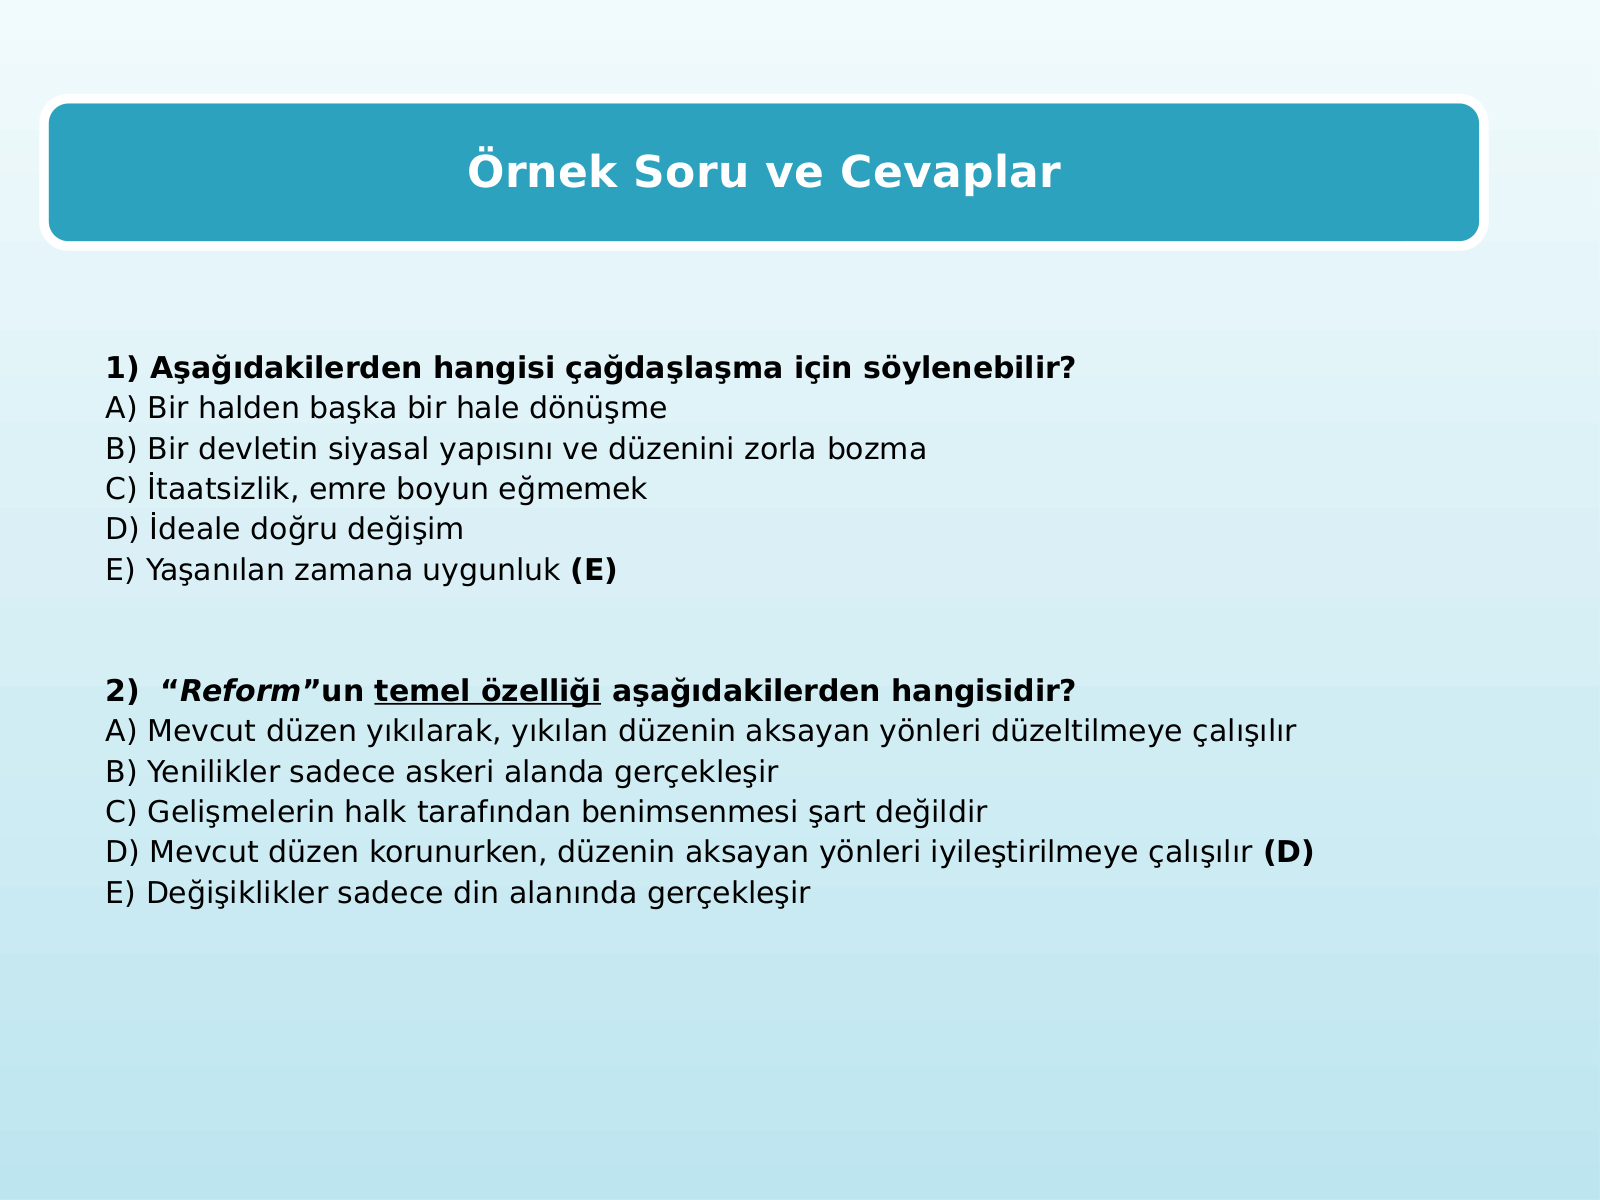 Örnek Soru ve Cevaplar
1) Aşağıdakilerden hangisi çağdaşlaşma için söylenebilir?
A) Bir halden başka bir hale dönüşme
B) Bir devletin siyasal yapısını ve düzenini zorla bozma
C) İtaatsizlik, emre boyun eğmemek
D) İdeale doğru değişim
E) Yaşanılan zamana uygunluk (E)
2) “Reform”un temel özelliği aşağıdakilerden hangisidir?
A) Mevcut düzen yıkılarak, yıkılan düzenin aksayan yönleri düzeltilmeye çalışılır
B) Yenilikler sadece askeri alanda gerçekleşir
C) Gelişmelerin halk tarafından benimsenmesi şart değildir
D) Mevcut düzen korunurken, düzenin aksayan yönleri iyileştirilmeye çalışılır (D)
E) Değişiklikler sadece din alanında gerçekleşir